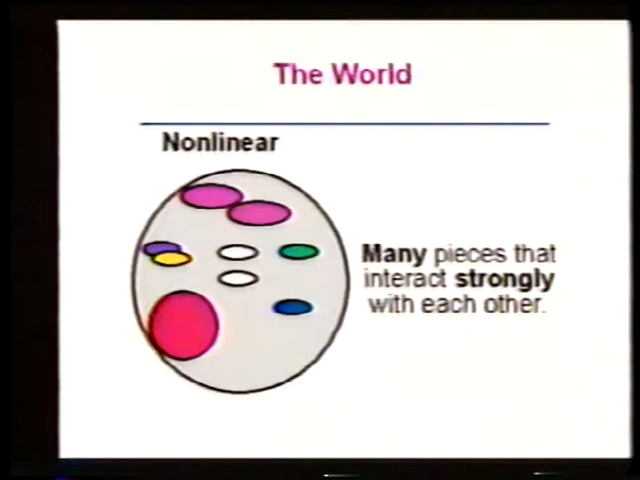 The World
Nonlinear
Many pieces that
interact strongly
with each other.